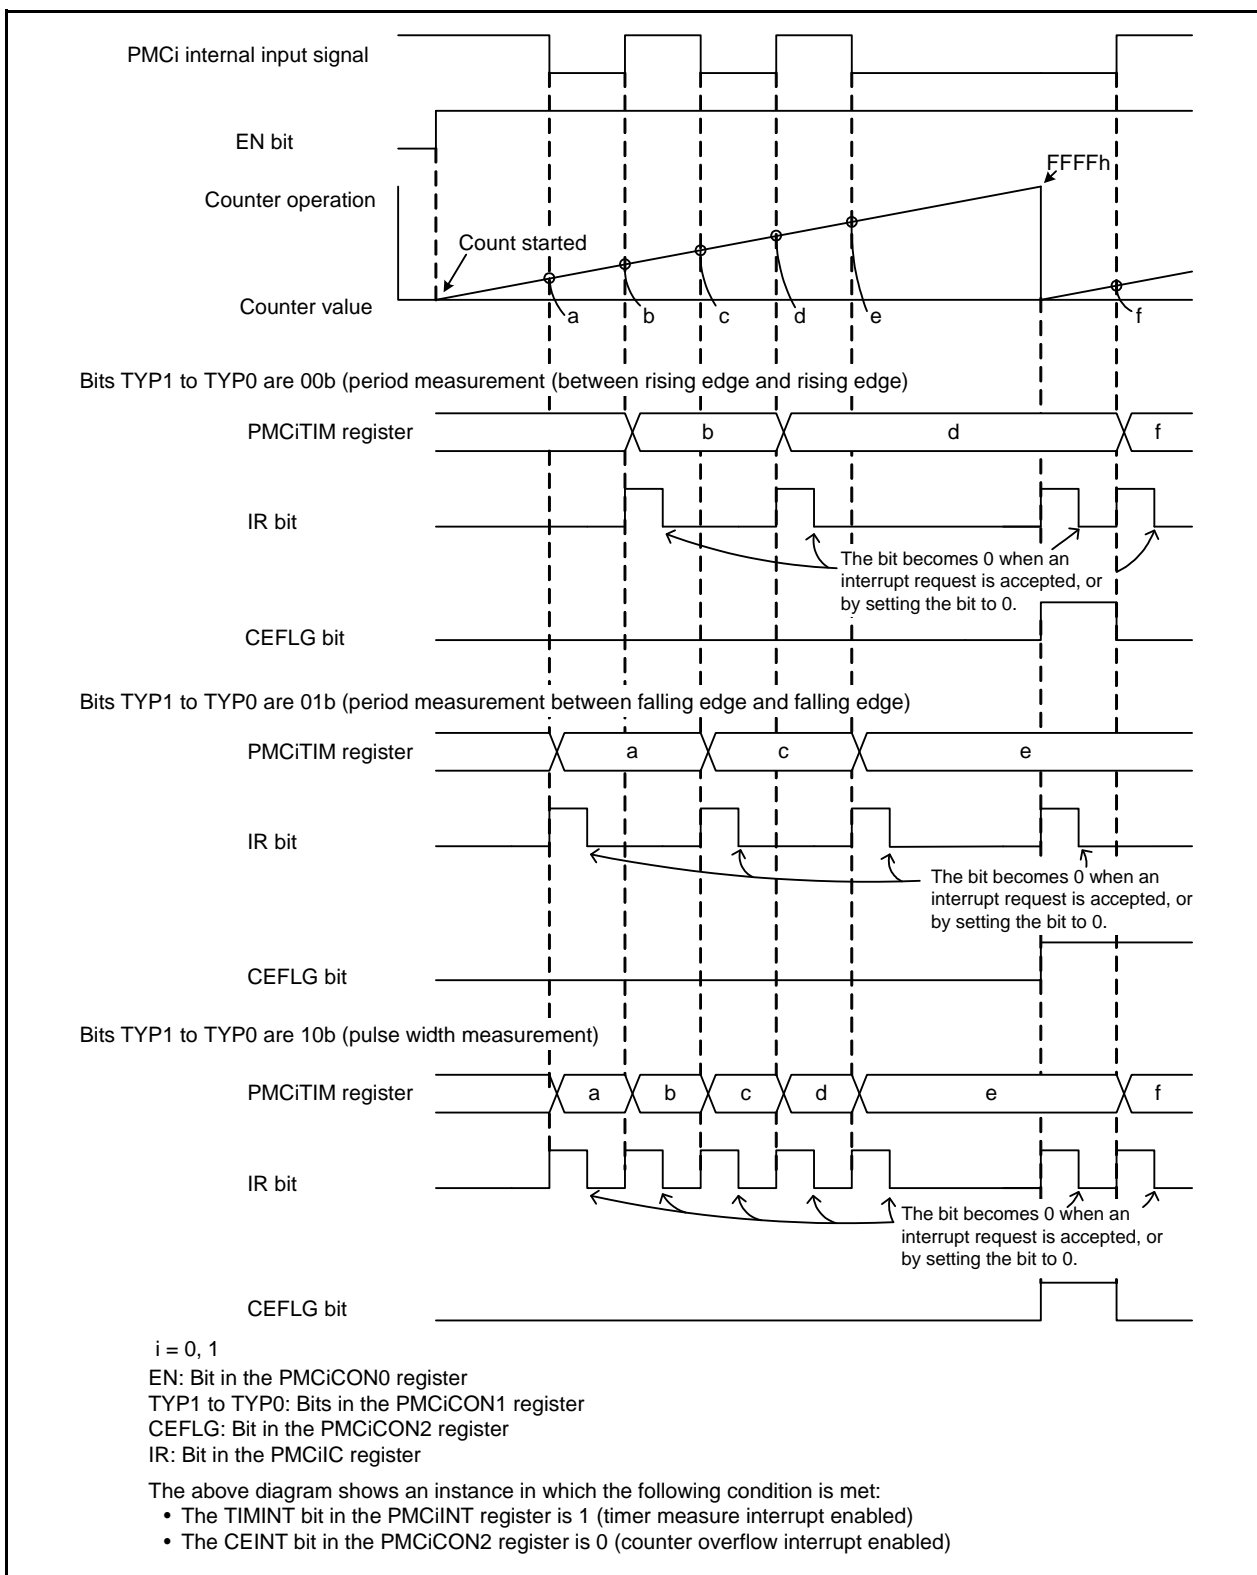 PMCi internal input signal
EN bit
FFFFh
Counter operation
Count started
Counter value
a b c d e f
Bits TYP1 to TYP0 are 00b (period measurement (between rising edge and rising edge)
PMCiTIM register
b d f
IR bit
The bit becomes 0 when an
interrupt request is accepted, or
by setting the bit to 0.
CEFLG bit
Bits TYP1 to TYP0 are 01b (period measurement between falling edge and falling edge)
PMCiTIM register
a c e
IR bit
The bit becomes 0 when an
interrupt request is accepted, or
by setting the bit to 0.
CEFLG bit
Bits TYP1 to TYP0 are 10b (pulse width measurement)
PMCiTIM register
a b c d e f
IR bit
The bit becomes 0 when an
interrupt request is accepted, or
by setting the bit to 0.
CEFLG bit
i = 0, 1
EN: Bit in the PMCiCON0 register
TYP1 to TYP0: Bits in the PMCiCON1 register
CEFLG: Bit in the PMCiCON2 register
IR: Bit in the PMCiIC register
The above diagram shows an instance in which the following condition is met:
• The TIMINT bit in the PMCiINT register is 1 (timer measure interrupt enabled)
• The CEINT bit in the PMCiCON2 register is 0 (counter overflow interrupt enabled)